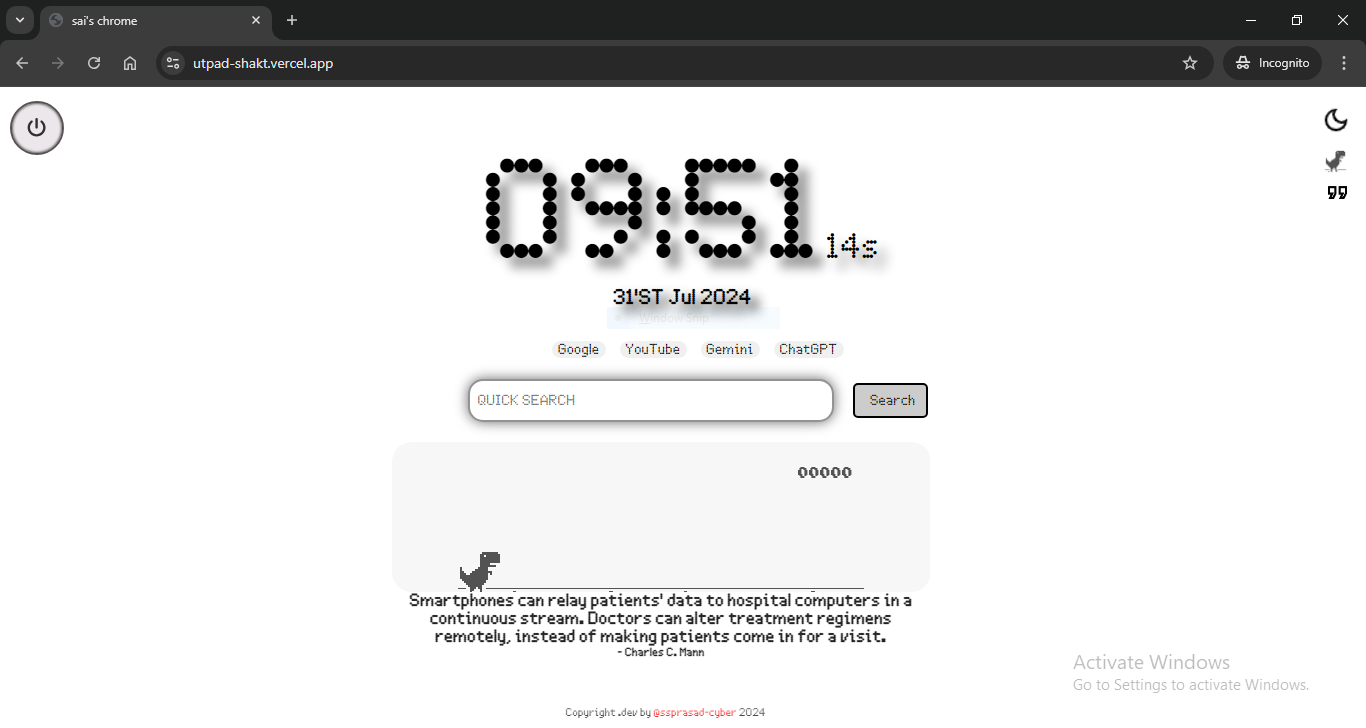 sai's chrome
utpad-shakt.vercel.app
Incognito
09:51 14s
31'ST Jul 2024
Window Snip
Google YouTube Gemini ChatGPT
QUICK SEARCH
Search
00000
Smartphones can relay patients' data to hospital computers in a
continuous stream. Doctors can alter treatment regimens
remotely, instead of making patients come in for a visit.
- Charles C. Mann
Activate Windows
Go to Settings to activate Windows.
Copyright .dev by @ssprasad-cyber 2024